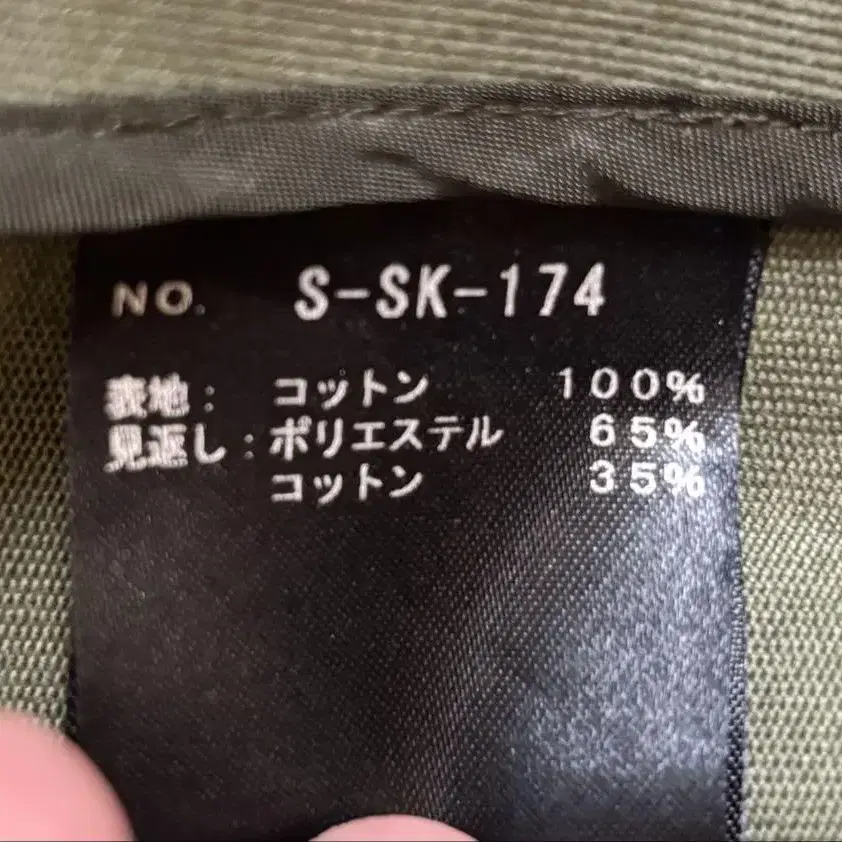 NO. S-SK-174
表地: コットン 100%
見返し:ポリエステル 65%
コットン 35%